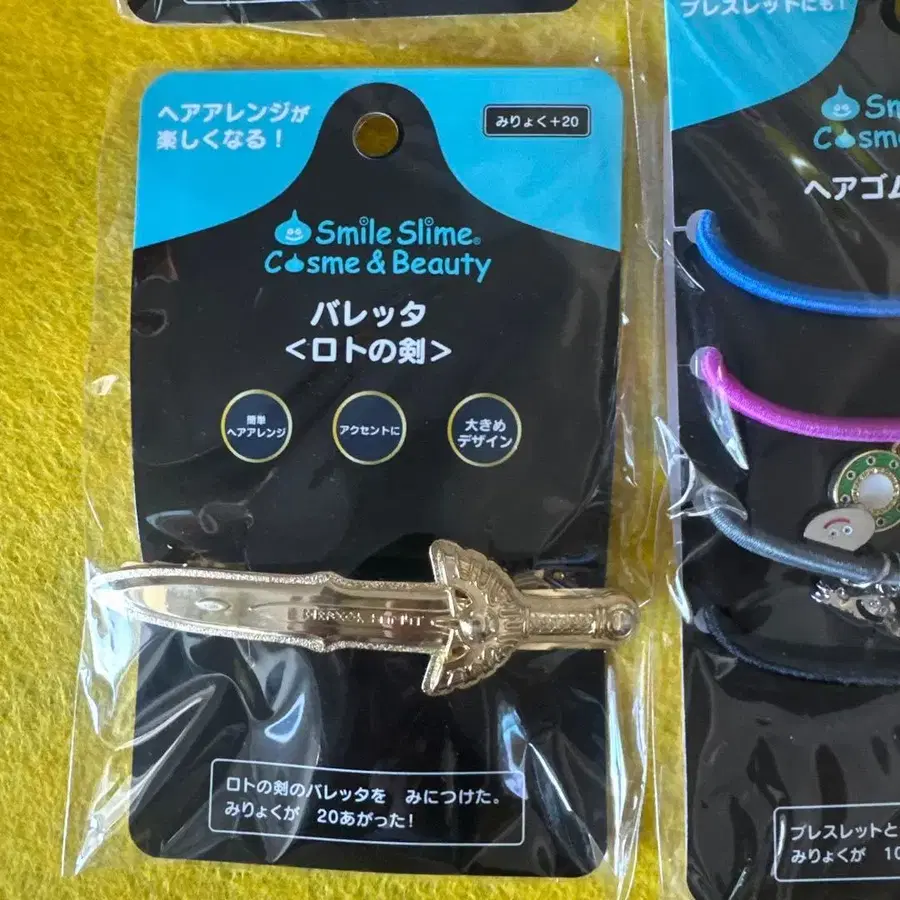 ヘアアレンジが
楽しくなる！
みりょく+20
Smile Slime®
Cosme & Beauty
バレッタ
<ロトの剣>
簡単
ヘアアレンジ
アクセントに
大きめ
デザイン
ロトの剣のバレッタを みにつけた。
みりょくが 20あがった！
ブレスレットにも！
Sm
Cosme
ヘアゴム
ブレスレットと
みりょくが 10